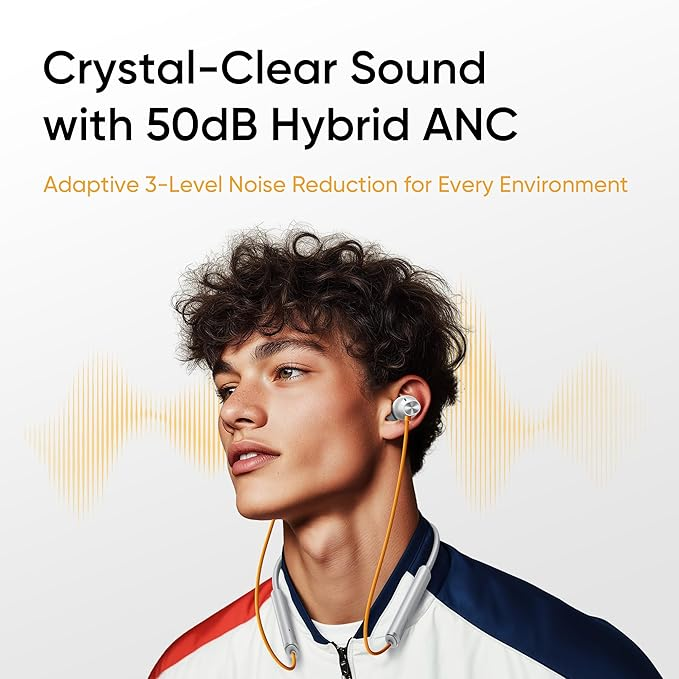 Crystal-Clear Sound
with 50dB Hybrid ANC
Adaptive 3-Level Noise Reduction for Every Environment